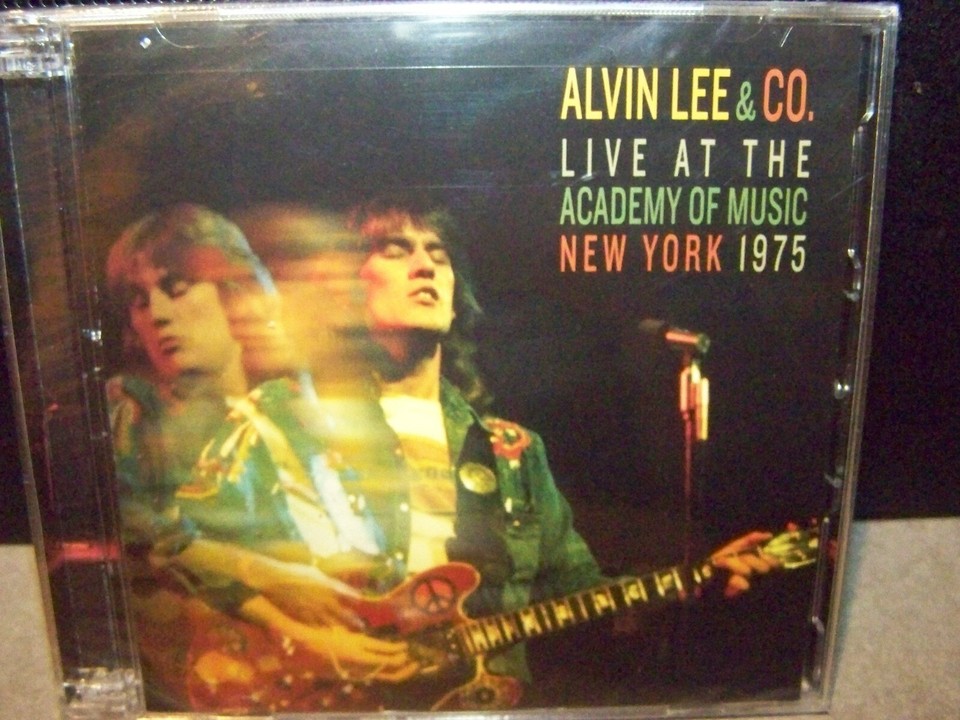 ALVIN LEE & CO.
LIVE AT THE
ACADEMY OF MUSIC
NEW YORK 1975